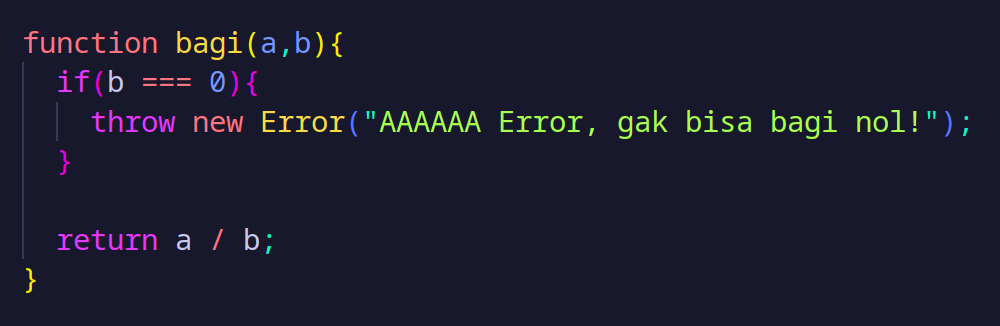 function bagi(a,b){
if(b === 0){
throw new Error("AAAAAA Error, gak bisa bagi nol!");
}
return a / b;
}